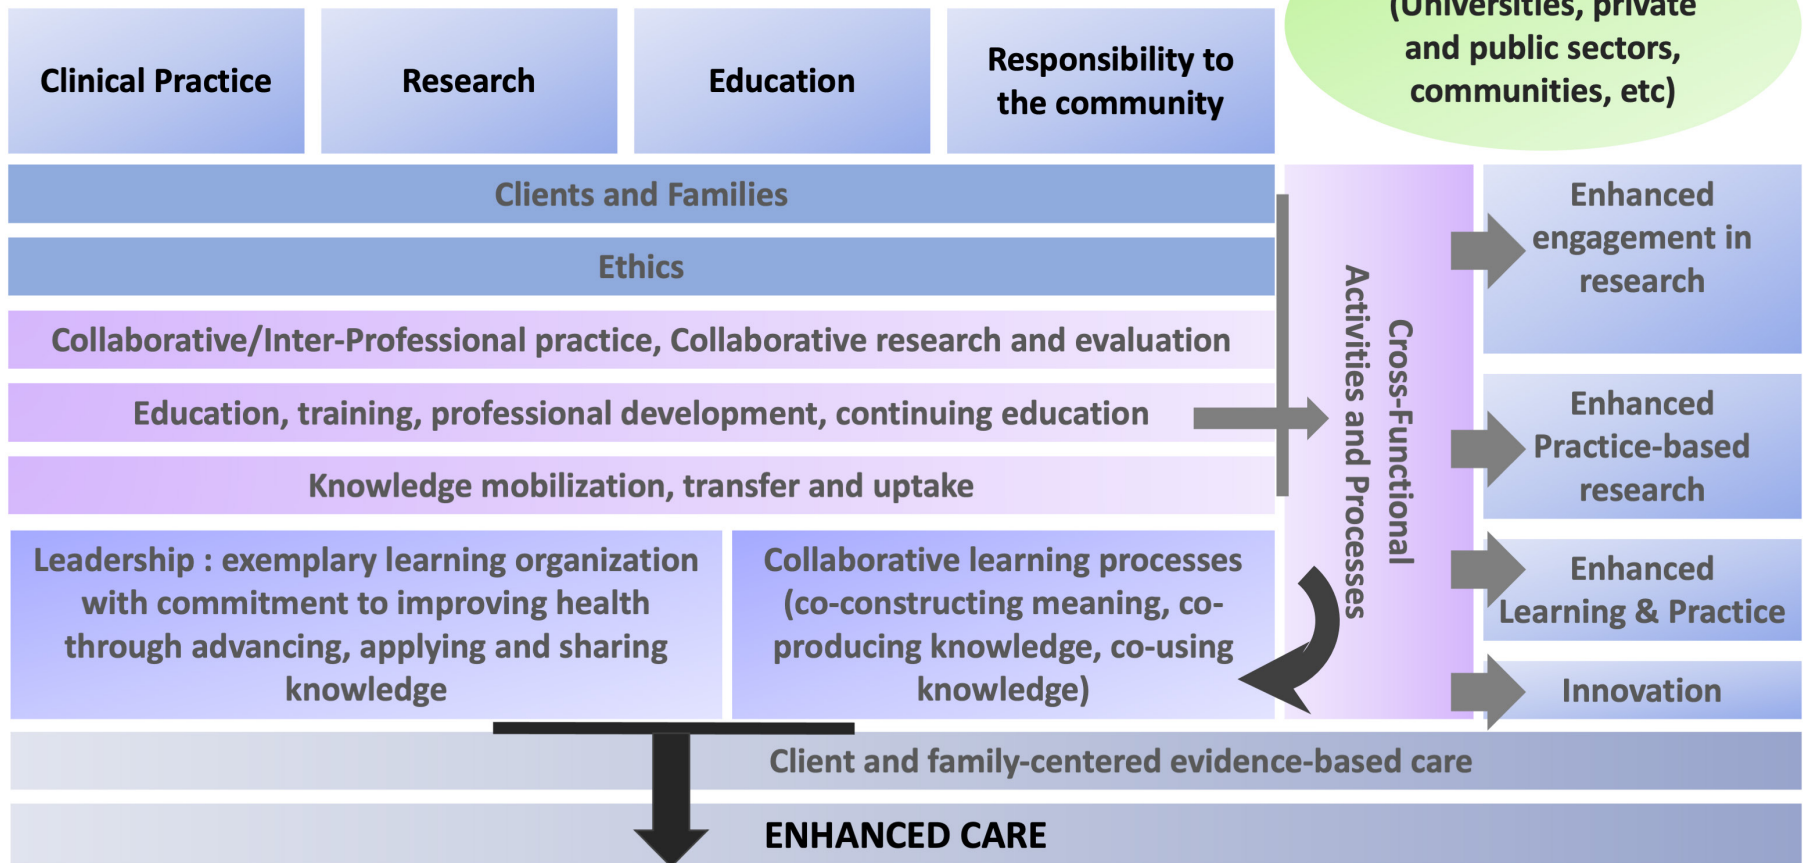 Clinical Practice
Research
Education
Responsibility to
the community
(Universities, private
and public sectors,
communities, etc)
Clients and Families
Ethics
Collaborative/Inter-Professional practice, Collaborative research and evaluation
Education, training, professional development, continuing education
Knowledge mobilization, transfer and uptake
Leadership : exemplary learning organization
with commitment to improving health
through advancing, applying and sharing
knowledge
Collaborative learning processes
(co-constructing meaning, co-
producing knowledge, co-using
knowledge)
Cross-Functional
Activities and Processes
Enhanced
engagement in
research
Enhanced
Practice-based
research
Enhanced
Learning & Practice
Innovation
Client and family-centered evidence-based care
ENHANCED CARE